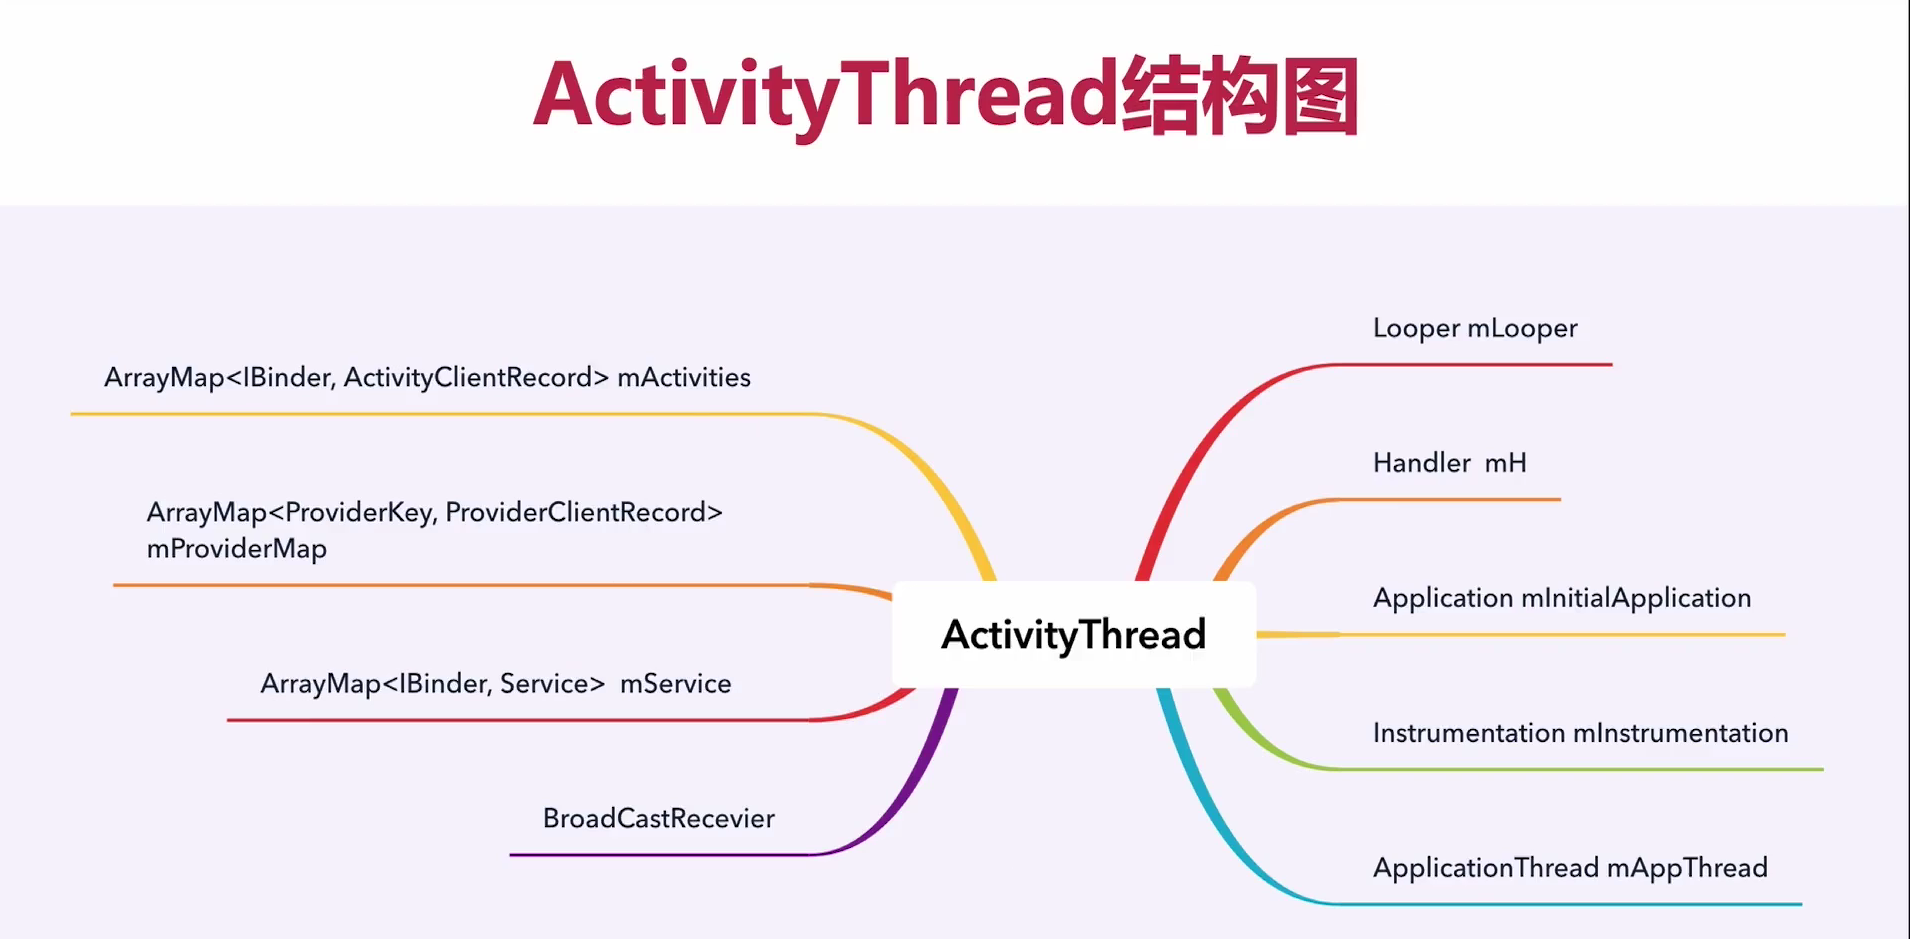 ActivityThread结构图
ArrayMap<IBinder, ActivityClientRecord> mActivities
ArrayMap<ProviderKey, ProviderClientRecord>
mProviderMap
ArrayMap<IBinder, Service>  mService
BroadCastRecevier
ActivityThread
Looper mLooper
Handler  mH
Application mInitialApplication
Instrumentation mInstrumentation
ApplicationThread mAppThread